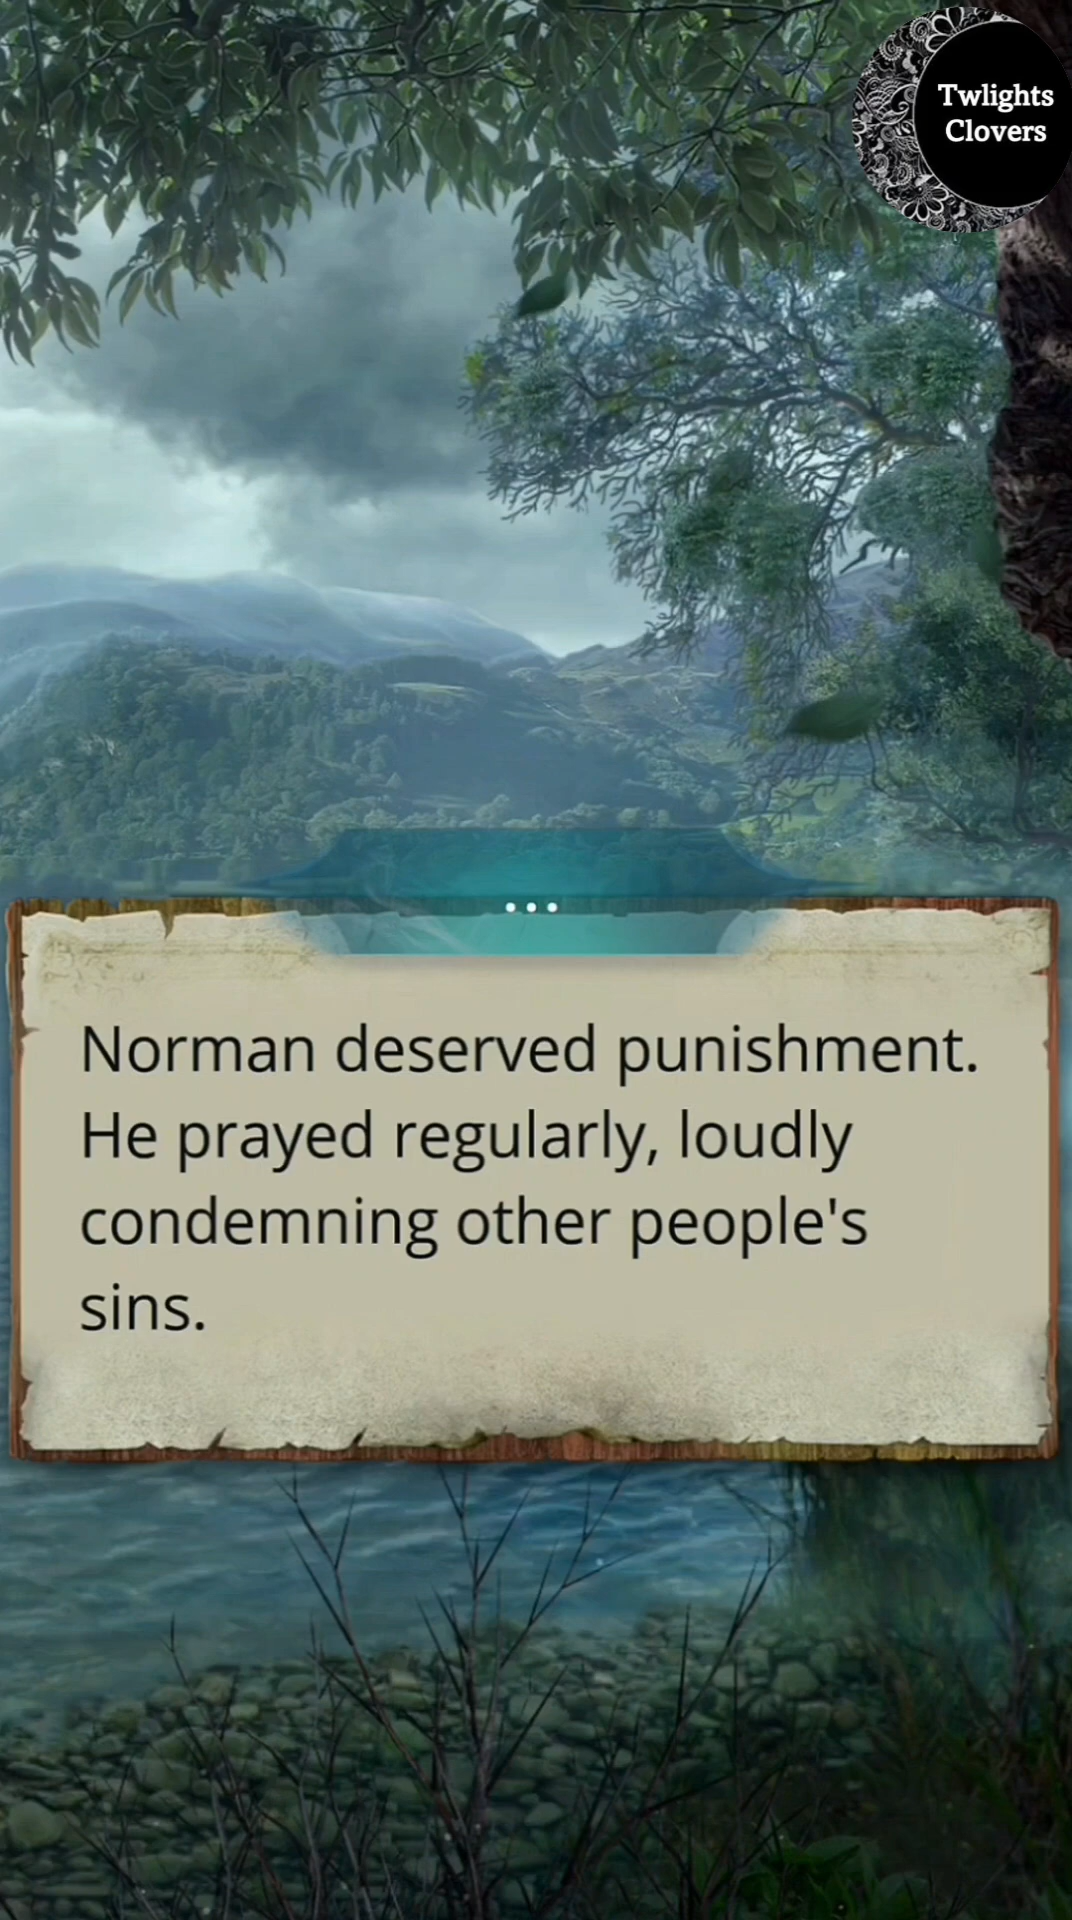 Twlights
Clovers
...
Norman deserved punishment.
He prayed regularly, loudly
condemning other people's
sins.